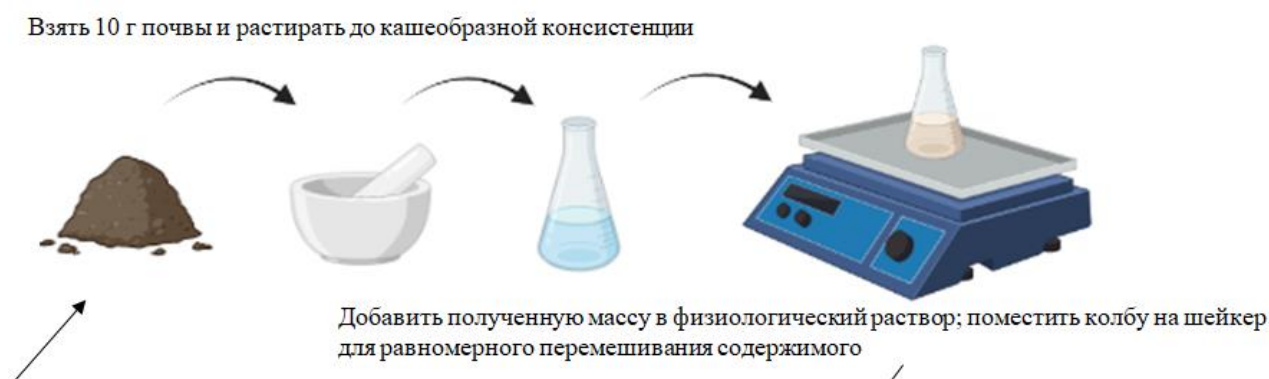 Взять 10 г почвы и растирать до кашеобразной консистенции
Добавить полученную массу в физиологический раствор; поместить колбу на шейкер
для равномерного перемешивания содержимого